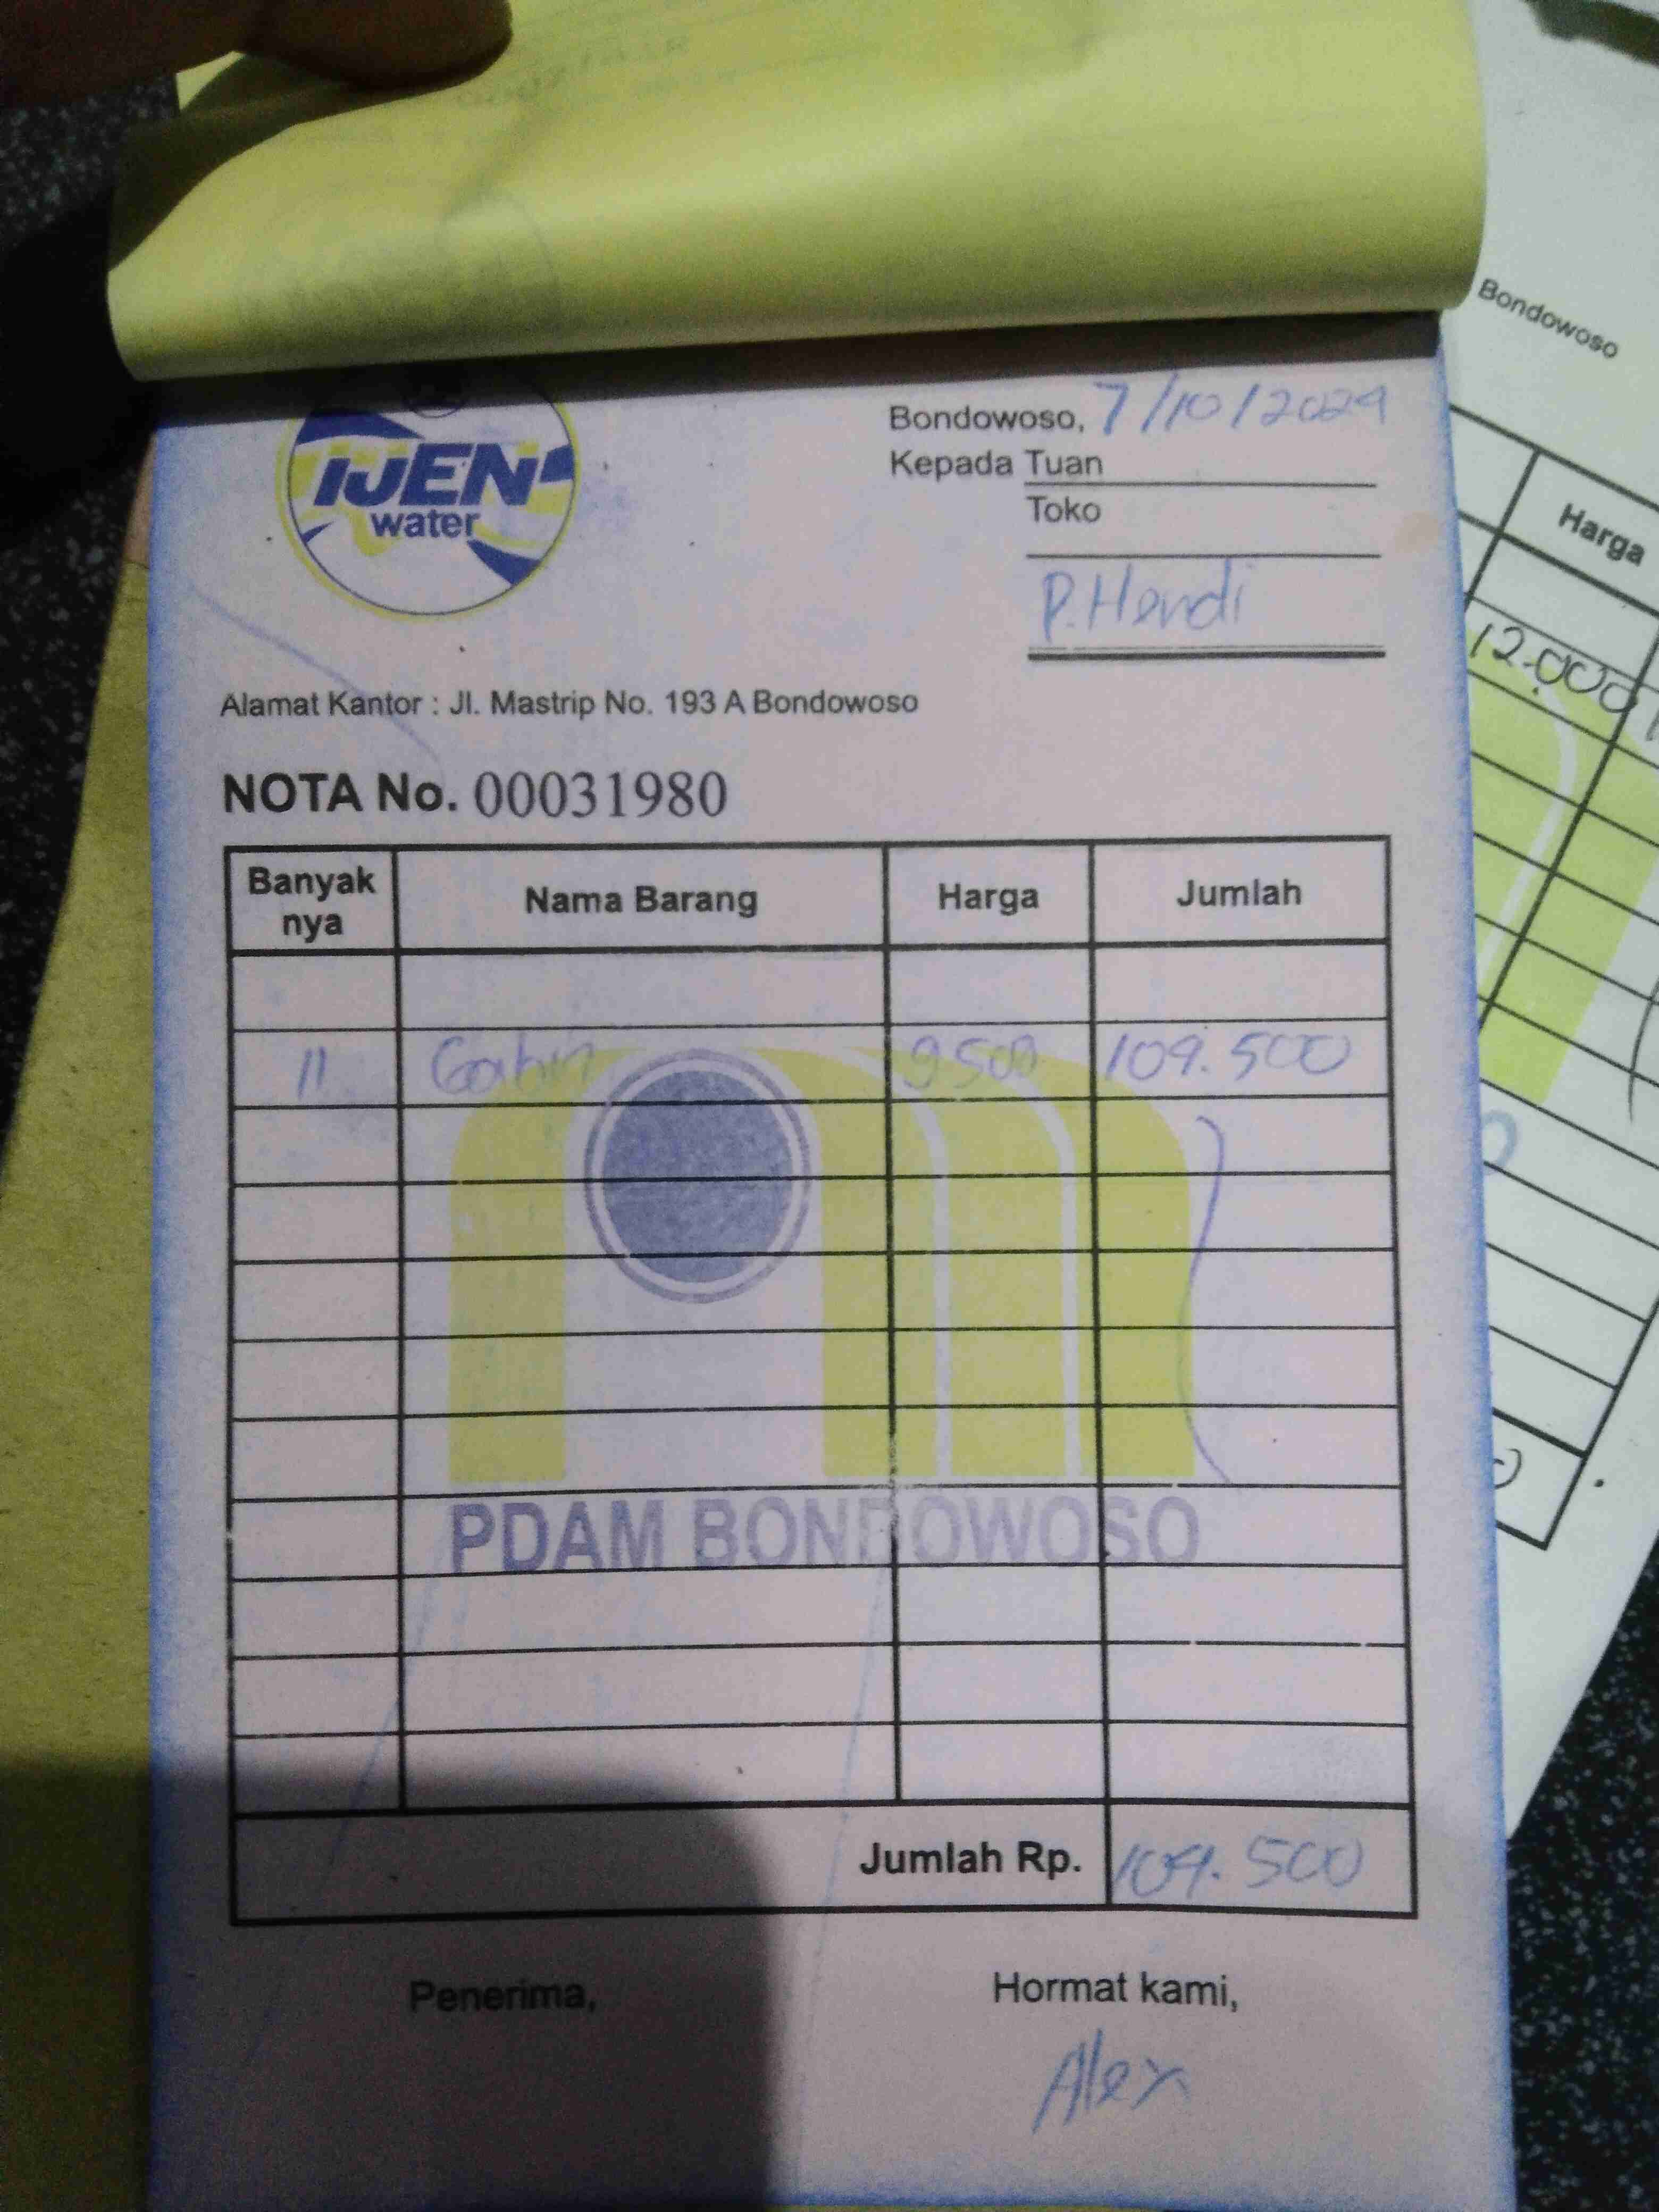 IJEN
water
Bondowoso, 7/10/2024
Kepada Tuan
Toko
P. Hendi
Alamat Kantor : Jl. Mastrip No. 193 A Bondowoso
NOTA No. 00031980
Banyak nya Nama Barang Harga Jumlah
11 Gabin 9500 109.500
PDAM BONDOWOSO
Jumlah Rp. 109.500
Penerima, Hormat kami,
Alex
Bondowoso
Harga
12.000